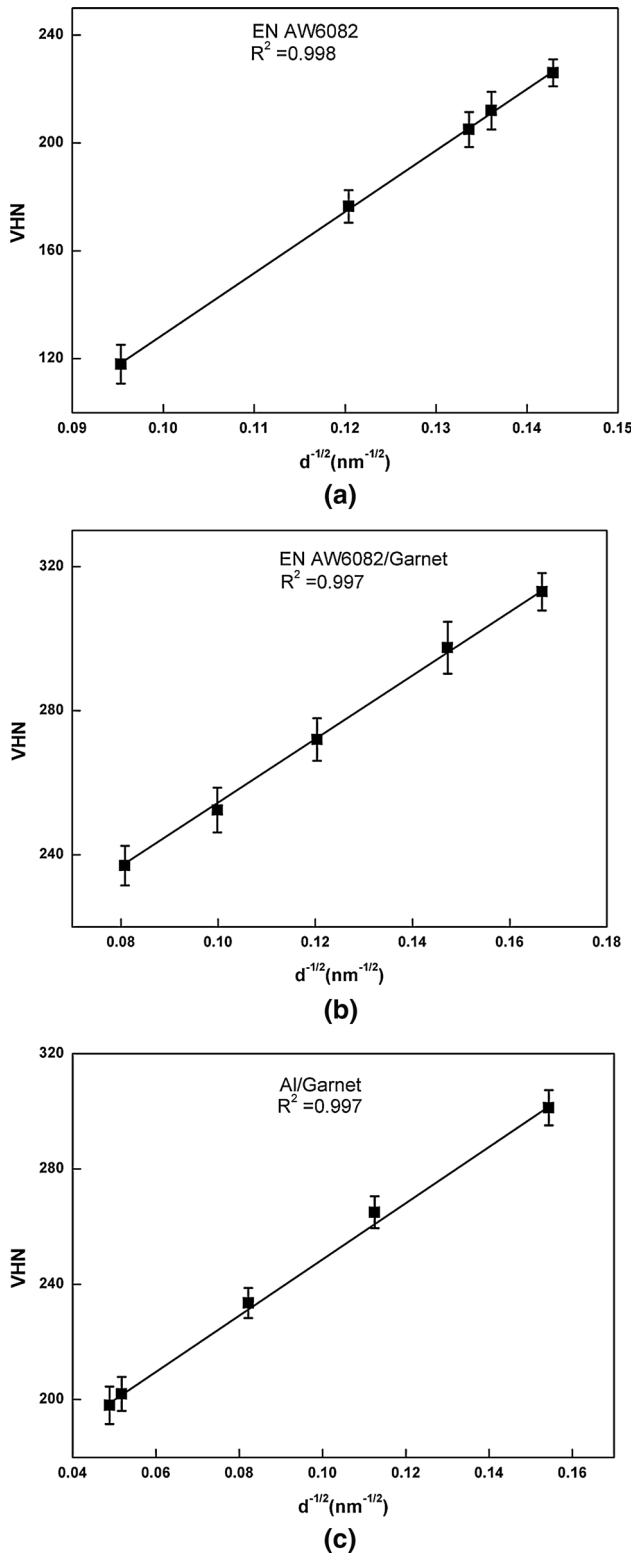 EN AW6082
R² =0.998
240
200
160
120
VHN
0.09 0.10 0.11 0.12 0.13 0.14 0.15
d⁻¹/²(nm⁻¹/²)
(a)
EN AW6082/Garnet
R² =0.997
320
280
240
VHN
0.08 0.10 0.12 0.14 0.16 0.18
d⁻¹/²(nm⁻¹/²)
(b)
Al/Garnet
R² =0.997
320
280
240
200
VHN
0.04 0.06 0.08 0.10 0.12 0.14 0.16
d⁻¹/²(nm⁻¹/²)
(c)